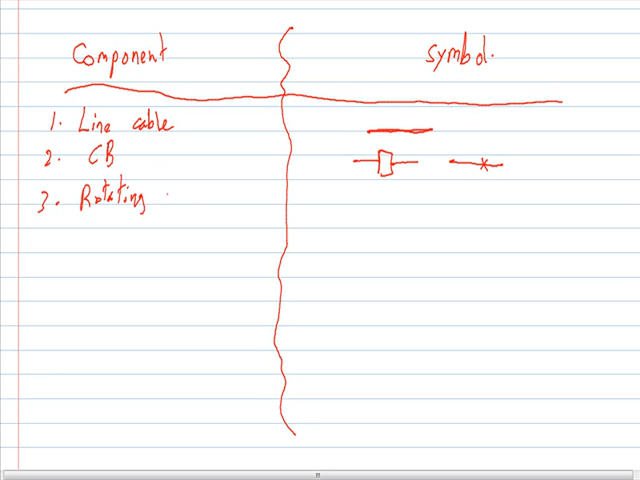 Component symbol.
1. Line cable
2. CB
3. Rotating